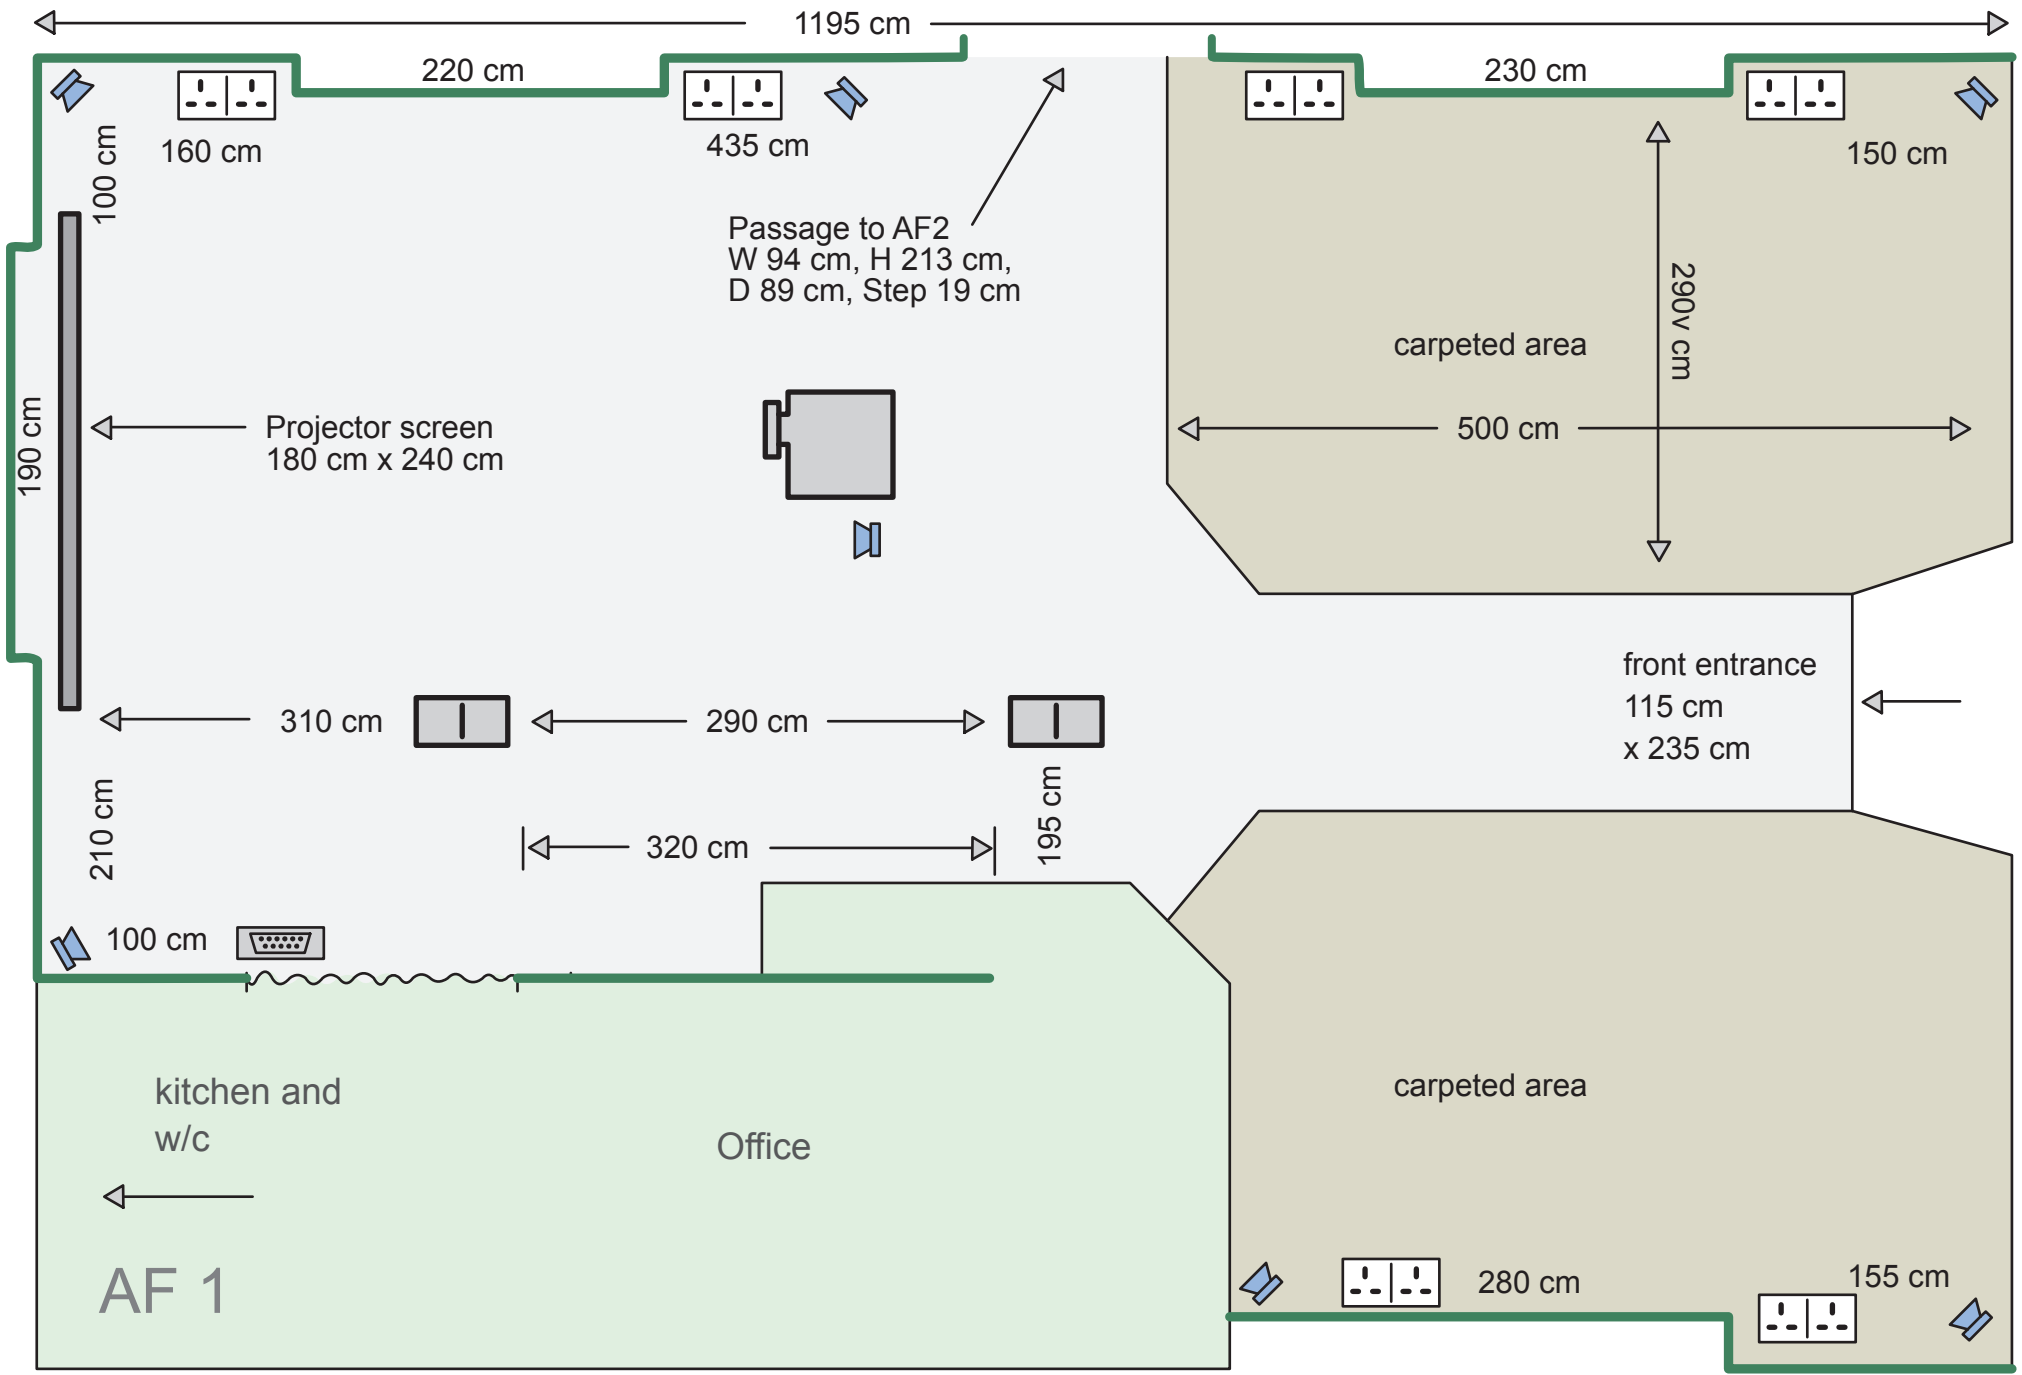 1195 cm
220 cm
230 cm
160 cm
100 cm
435 cm
150 cm
Passage to AF2
W 94 cm, H 213 cm,
D 89 cm, Step 19 cm
290v cm
carpeted area
500 cm
190 cm
Projector screen
180 cm x 240 cm
front entrance
115 cm
x 235 cm
310 cm
290 cm
195 cm
210 cm
320 cm
100 cm
kitchen and
w/c
Office
carpeted area
AF 1
280 cm
155 cm